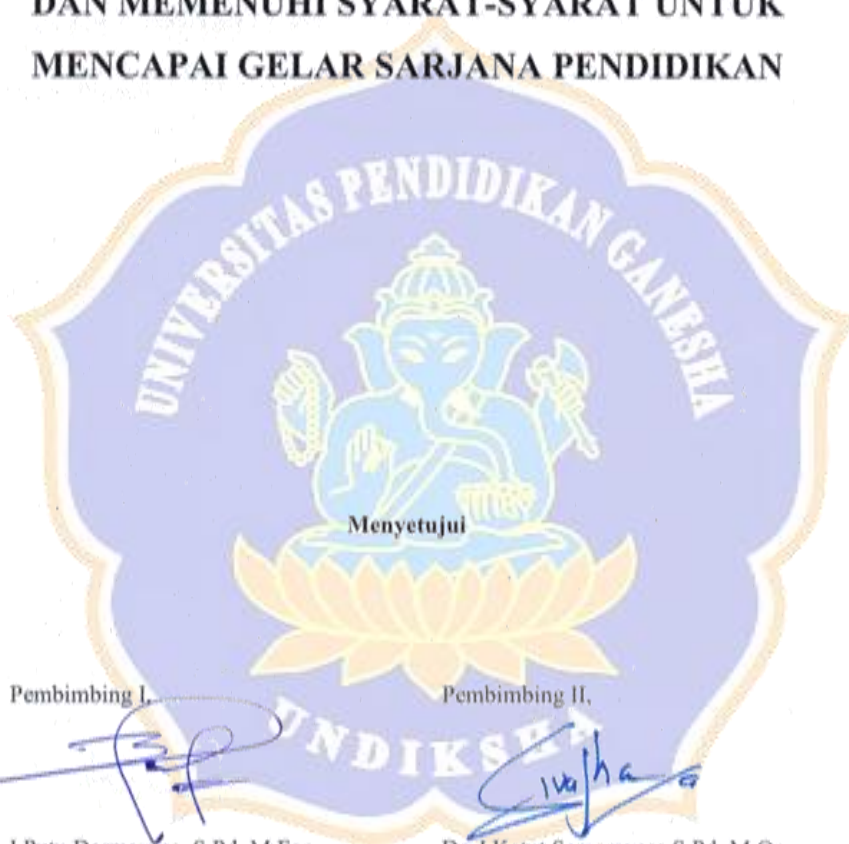 DAN MEMENUHI SYARAT-SYARAT UNTUK
MENCAPAI GELAR SARJANA PENDIDIKAN
UNIVERSITAS PENDIDIKAN GANESHA
Menyetujui
Pembimbing I, Pembimbing II,
UNDIKSHA